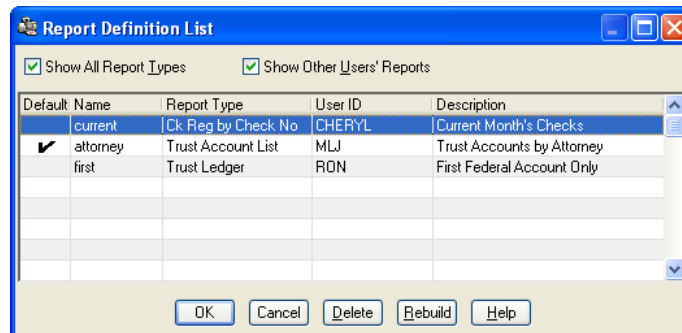 Report Definition List
Show All Report Types Show Other Users' Reports
Default Name Report Type User ID Description
current Ck Reg by Check No CHERYL Current Month's Checks
attorney Trust Account List MLJ Trust Accounts by Attorney
first Trust Ledger RON First Federal Account Only
OK Cancel Delete Rebuild Help